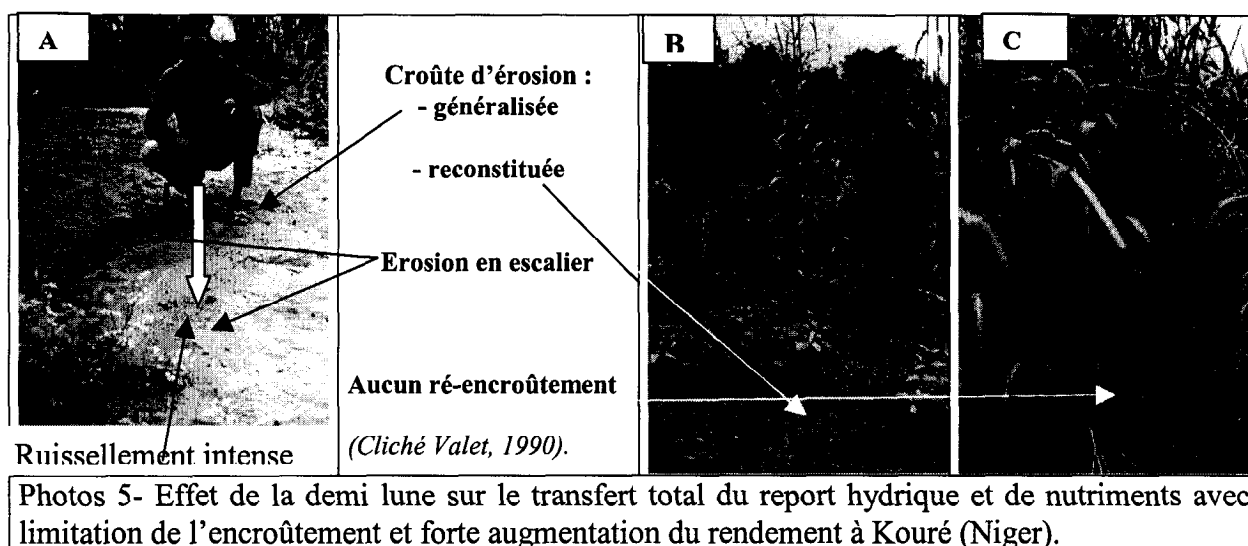 A
Croûte d'érosion :
- généralisée
- reconstituée
Erosion en escalier
Aucun ré-encroûtement
(Cliché Valet, 1990).
Ruissellement intense
B
C
Photos 5- Effet de la demi lune sur le transfert total du report hydrique et de nutriments avec
limitation de l'encroûtement et forte augmentation du rendement à Kouré (Niger).